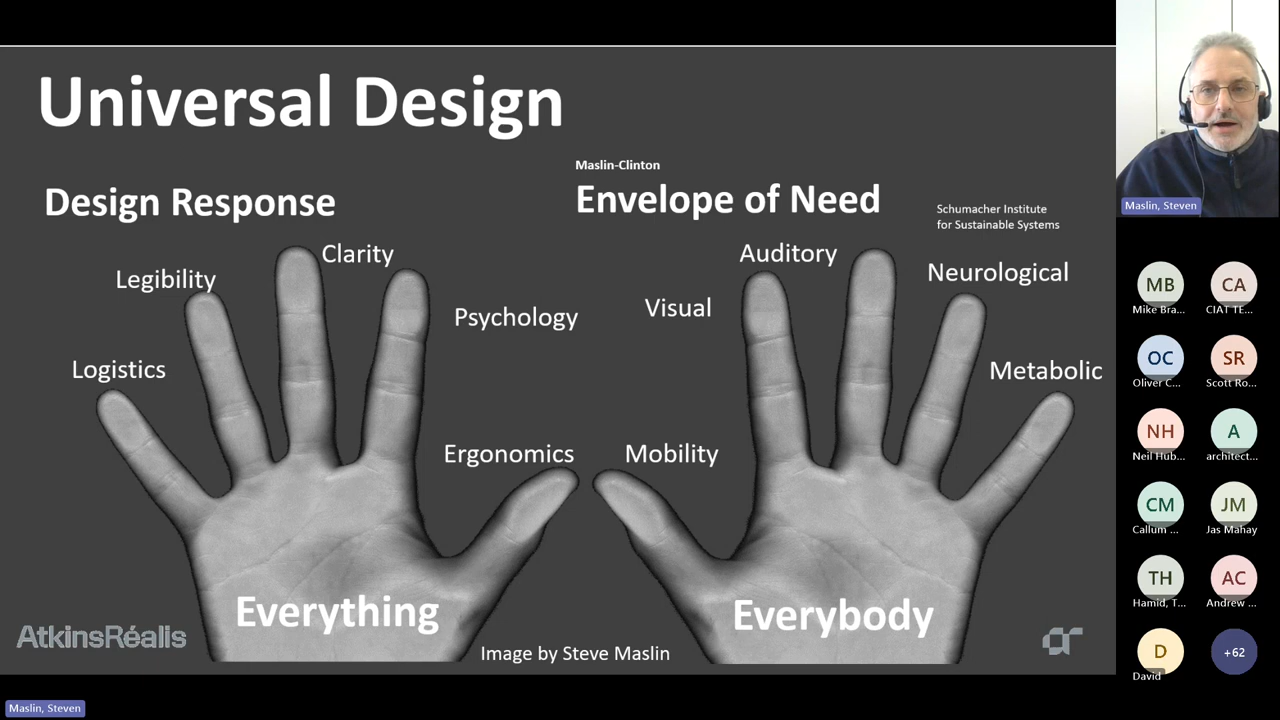 Universal Design
Maslin-Clinton
Design Response
Envelope of Need
Schumacher Institute
for Sustainable Systems
Clarity
Legibility
Psychology
Logistics
Ergonomics
Auditory
Neurological
Visual
Metabolic
Mobility
Everything
Everybody
AtkinsRéalis
Image by Steve Maslin
Maslin, Steven
MB
CA
Mike Bra...
CIAT TE...
OC
SR
Oliver C...
Scott Ro...
NH
A
Neil Hub...
architect...
CM
JM
Callum ...
Jas Mahay
TH
AC
Hamid, T...
Andrew ...
D
+62
David
Maslin, Steven